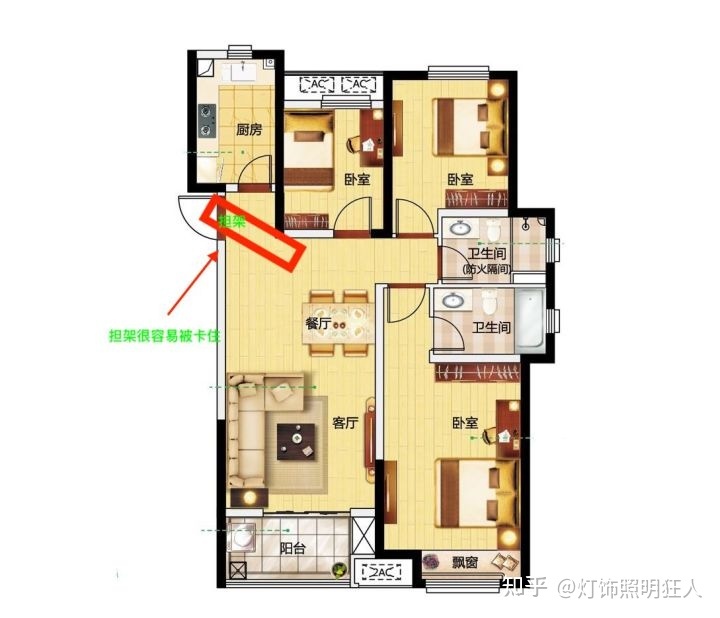 AC
AC
厨房
卧室
卧室
担架
卫生间
(防火隔间)
担架很容易被卡住
餐厅
卫生间
客厅
卧室
阳台
飘窗
2AC
知乎 @灯饰照明狂人